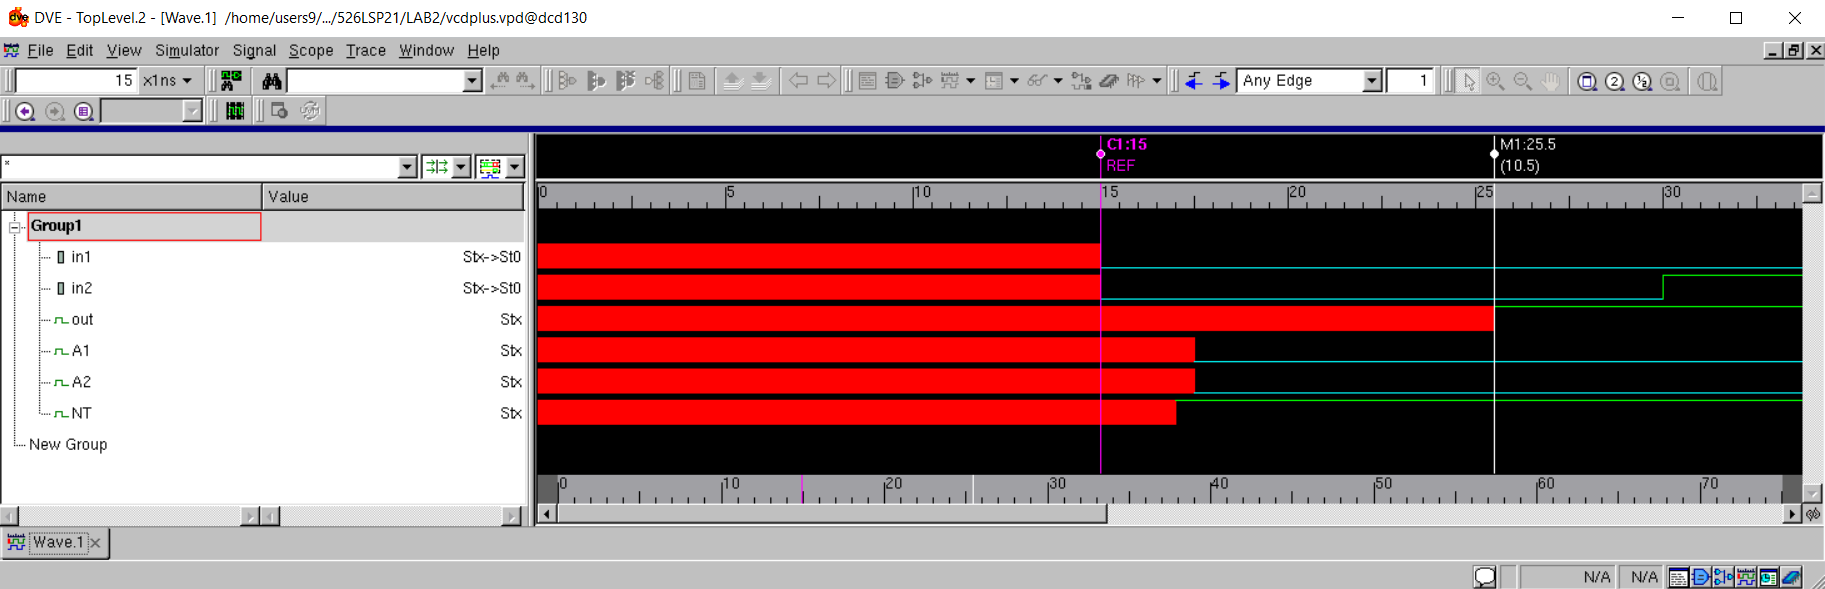 DVE - TopLevel.2 - [Wave.1]  /home/users9/.../526LSP21/LAB2/vcdplus.vpd@dcd130
File Edit View Simulator Signal Scope Trace Window Help
15 x1ns Any Edge 1
C1:15 M1:25.5
REF (10.5)
*
Name Value 0 5 10 15 20 25 30
Group1
in1 Stx->St0
in2 Stx->St0
out Stx
A1 Stx
A2 Stx
NT Stx
New Group
0 10 20 30 40 50 60 70
Wave.1
N/A N/A